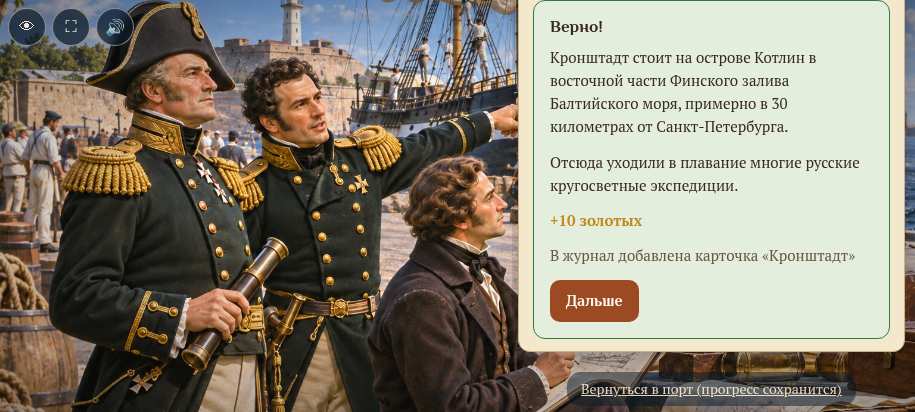 Верно!
Кронштадт стоит на острове Котлин в
восточной части Финского залива
Балтийского моря, примерно в 30
километрах от Санкт-Петербурга.
Отсюда уходили в плавание многие русские
кругосветные экспедиции.
+10 золотых
В журнал добавлена карточка «Кронштадт»
Дальше
Вернуться в порт (прогресс сохранится)